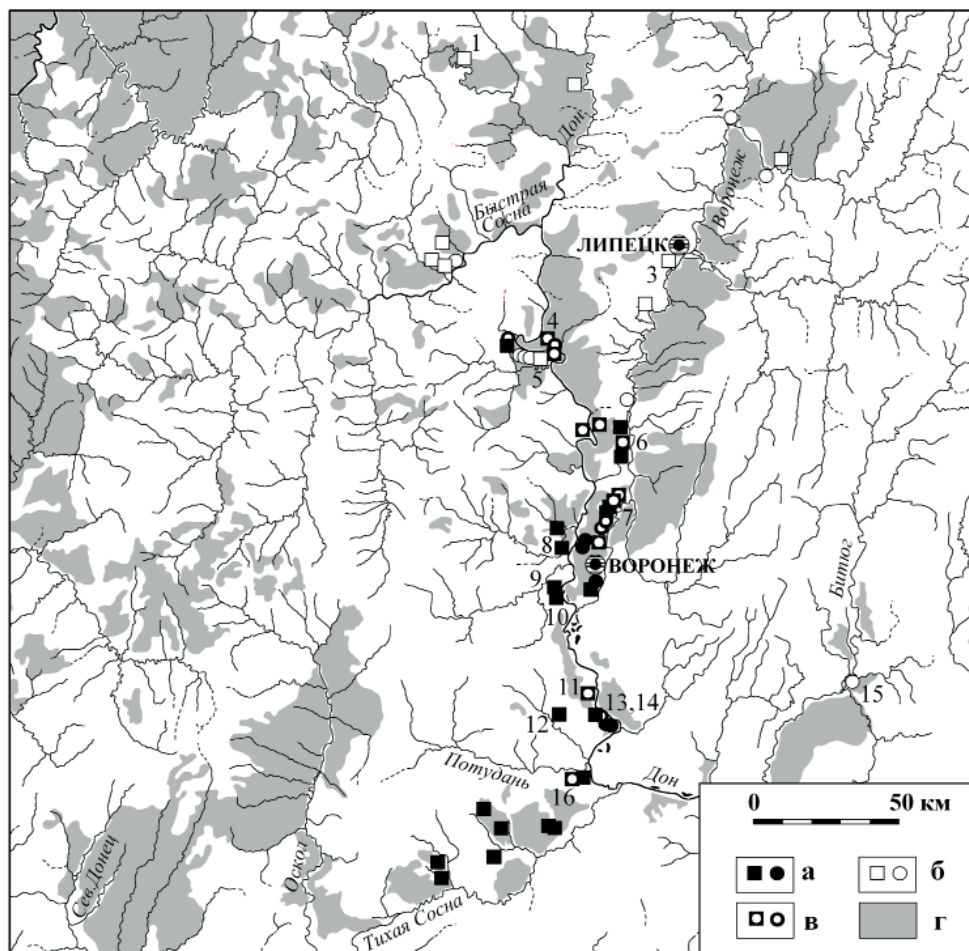 1
2
Дон.
Воронеж
Быстрая
Сосна
ЛИПЕЦК
3
4
5
6
7
8
ВОРОНЕЖ
9
10
Битюг
11
13,14
12
15
Потудань
Дон
16
Оскол
Сев.Донец
Тихая Сосна
0 50 км
а б
в г